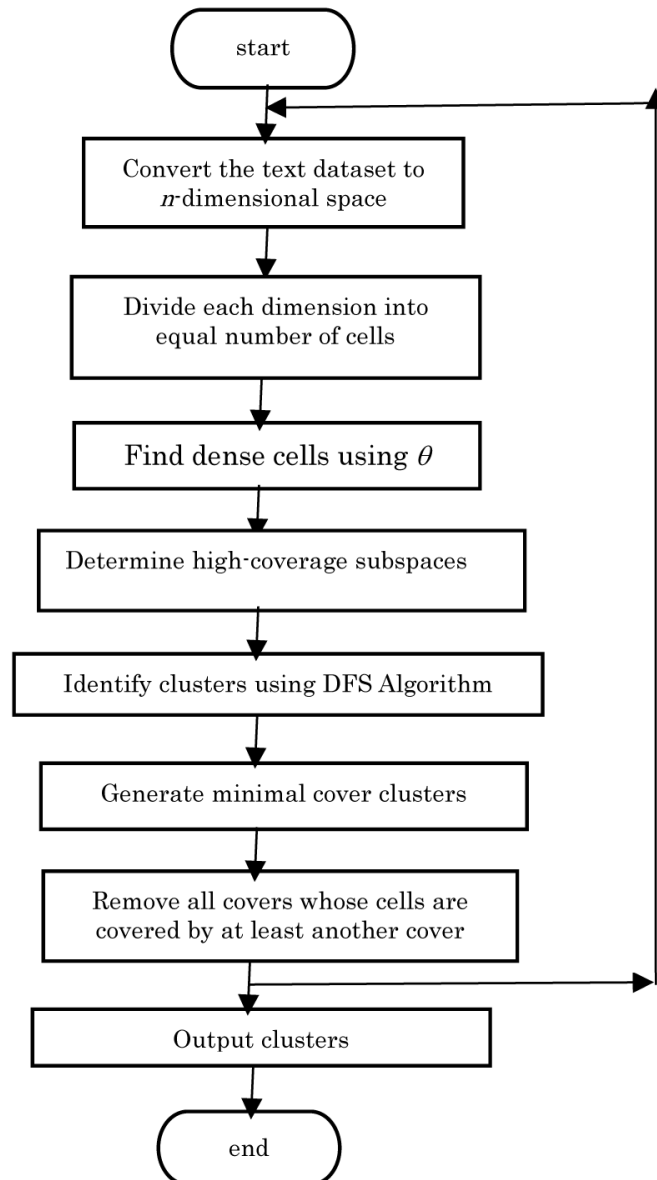 start
Convert the text dataset to
n-dimensional space
Divide each dimension into
equal number of cells
Find dense cells using θ
Determine high-coverage subspaces
Identify clusters using DFS Algorithm
Generate minimal cover clusters
Remove all covers whose cells are
covered by at least another cover
Output clusters
end